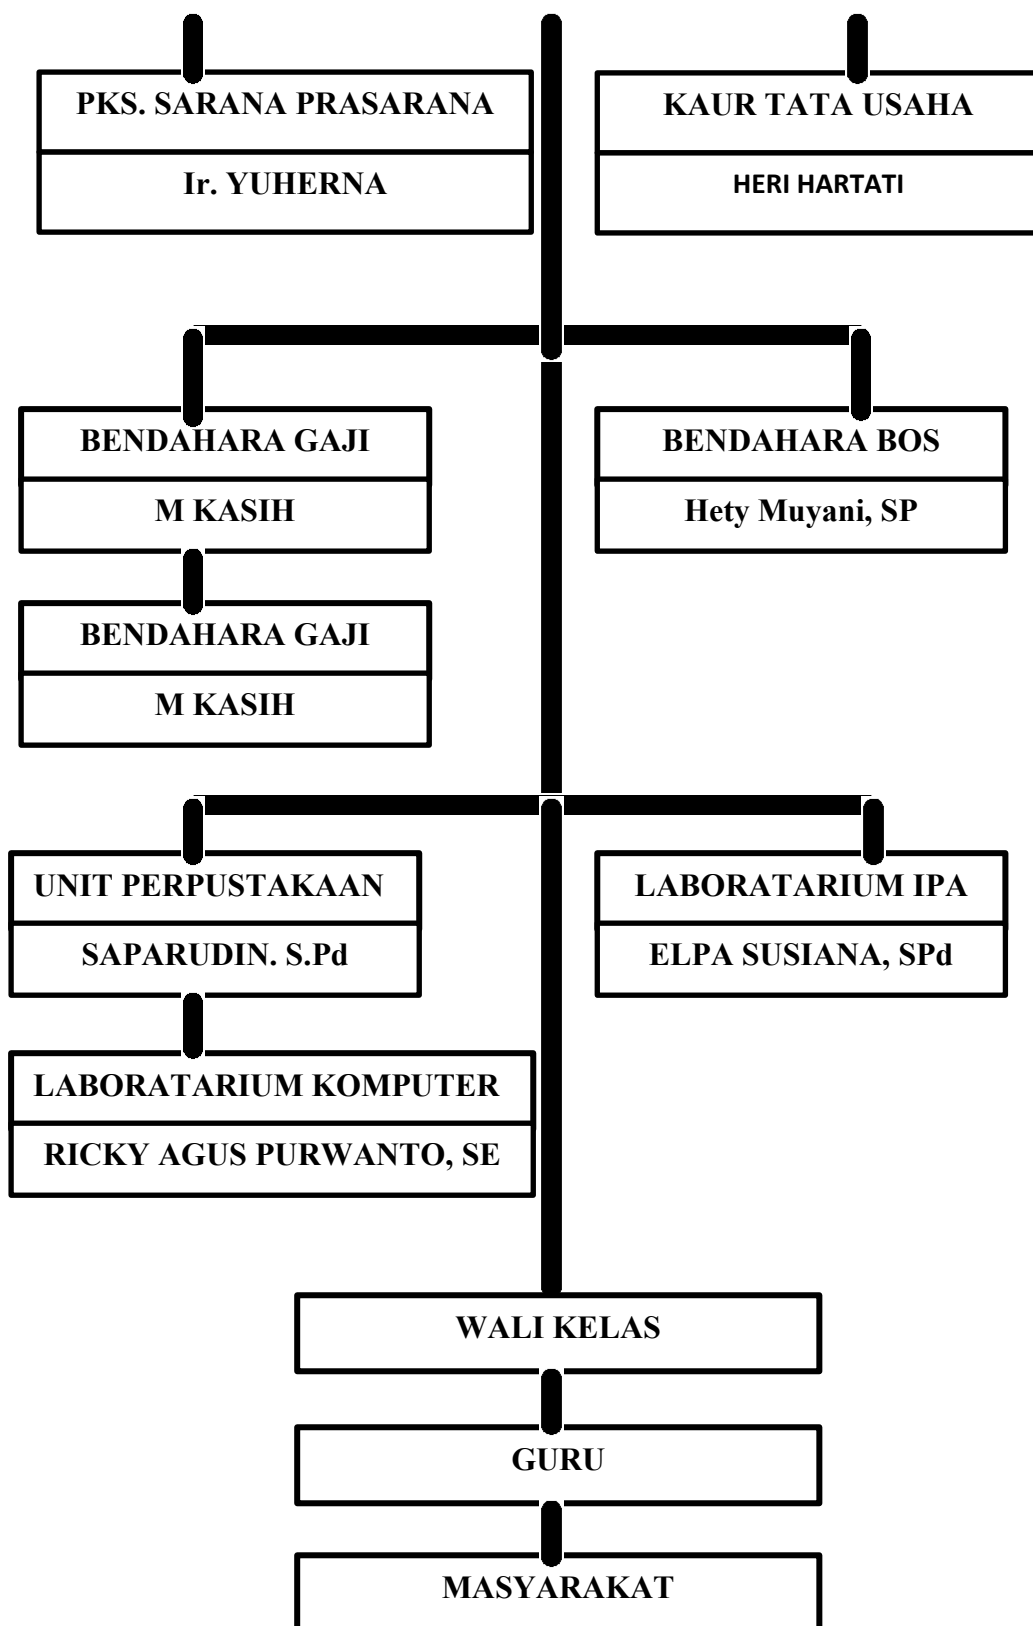 PKS. SARANA PRASARANA
Ir. YUHERNA
KAUR TATA USAHA
HERI HARTATI
BENDAHARA GAJI
M KASIH
BENDAHARA BOS
Hety Muyani, SP
BENDAHARA GAJI
M KASIH
UNIT PERPUSTAKAAN
SAPARUDIN. S.Pd
LABORATARIUM IPA
ELPA SUSIANA, SPd
LABORATARIUM KOMPUTER
RICKY AGUS PURWANTO, SE
WALI KELAS
GURU
MASYARAKAT